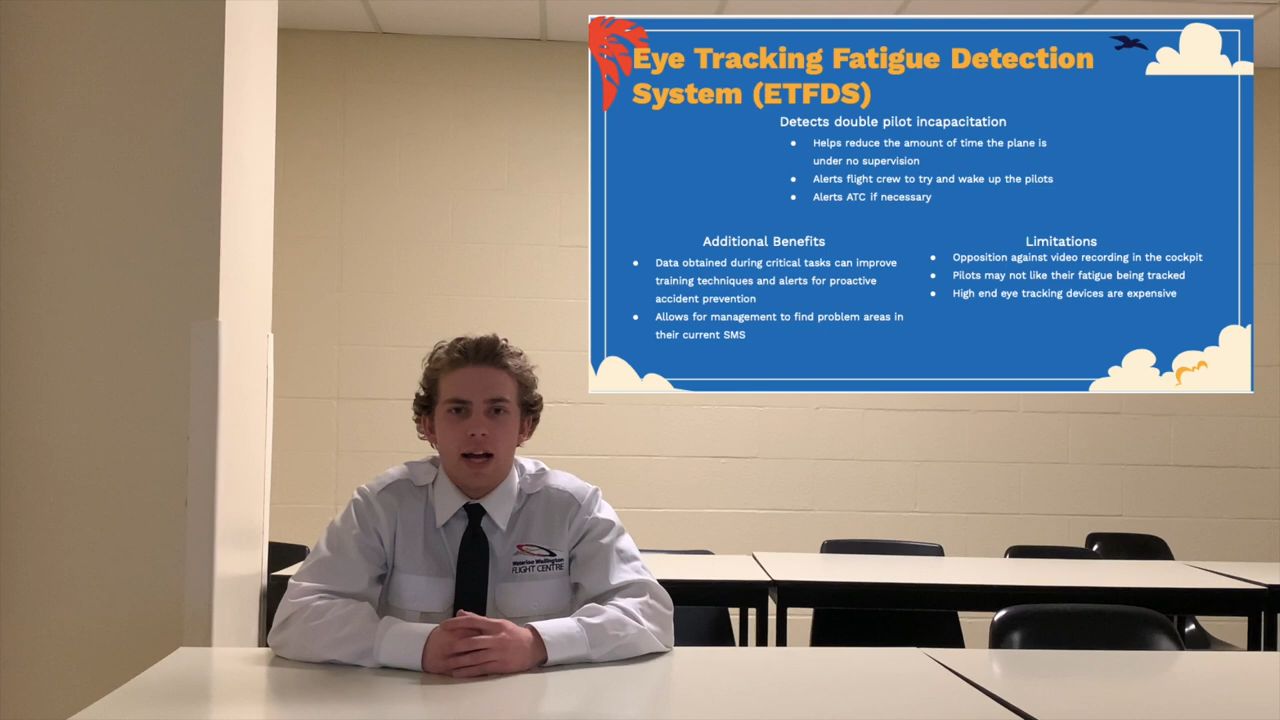 Eye Tracking Fatigue Detection
System (ETFDS)
Detects double pilot incapacitation
● Helps reduce the amount of time the plane is
under no supervision
● Alerts flight crew to try and wake up the pilots
● Alerts ATC if necessary
Additional Benefits
● Data obtained during critical tasks can improve
training techniques and alerts for proactive
accident prevention
● Allows for management to find problem areas in
their current SMS
Limitations
● Opposition against video recording in the cockpit
● Pilots may not like their fatigue being tracked
● High end eye tracking devices are expensive
Waterloo Wellington
FLIGHT CENTRE